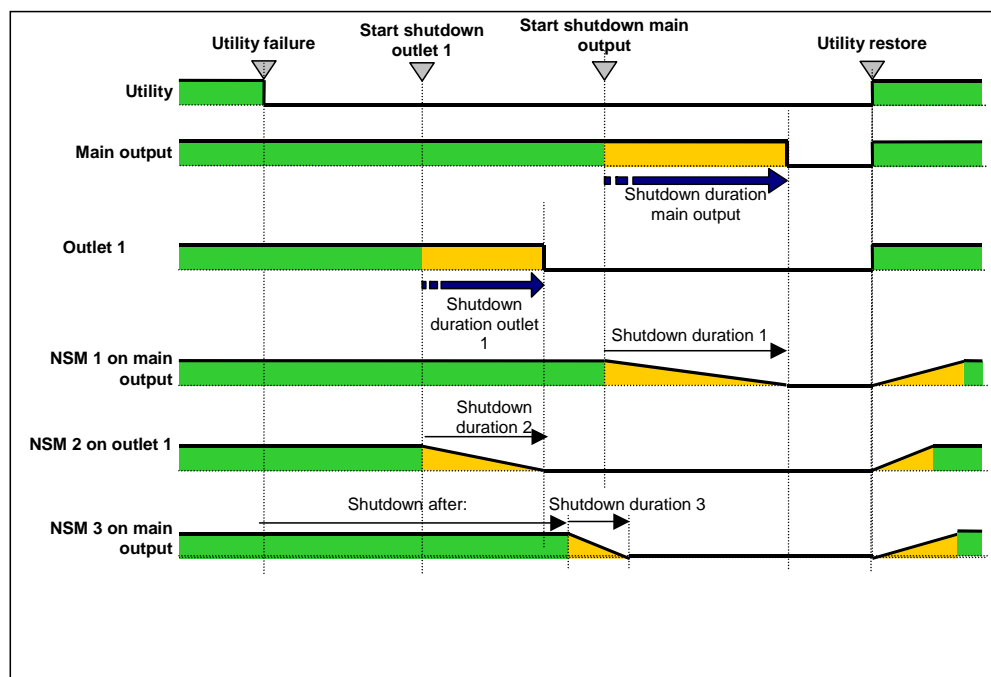 Utility failure
Start shutdown
outlet 1
Start shutdown main
output
Utility restore
Utility
Main output
Shutdown duration
main output
Outlet 1
Shutdown
duration outlet
1
NSM 1 on main
output
Shutdown duration 1
NSM 2 on outlet 1
Shutdown
duration 2
NSM 3 on main
output
Shutdown after:
Shutdown duration 3